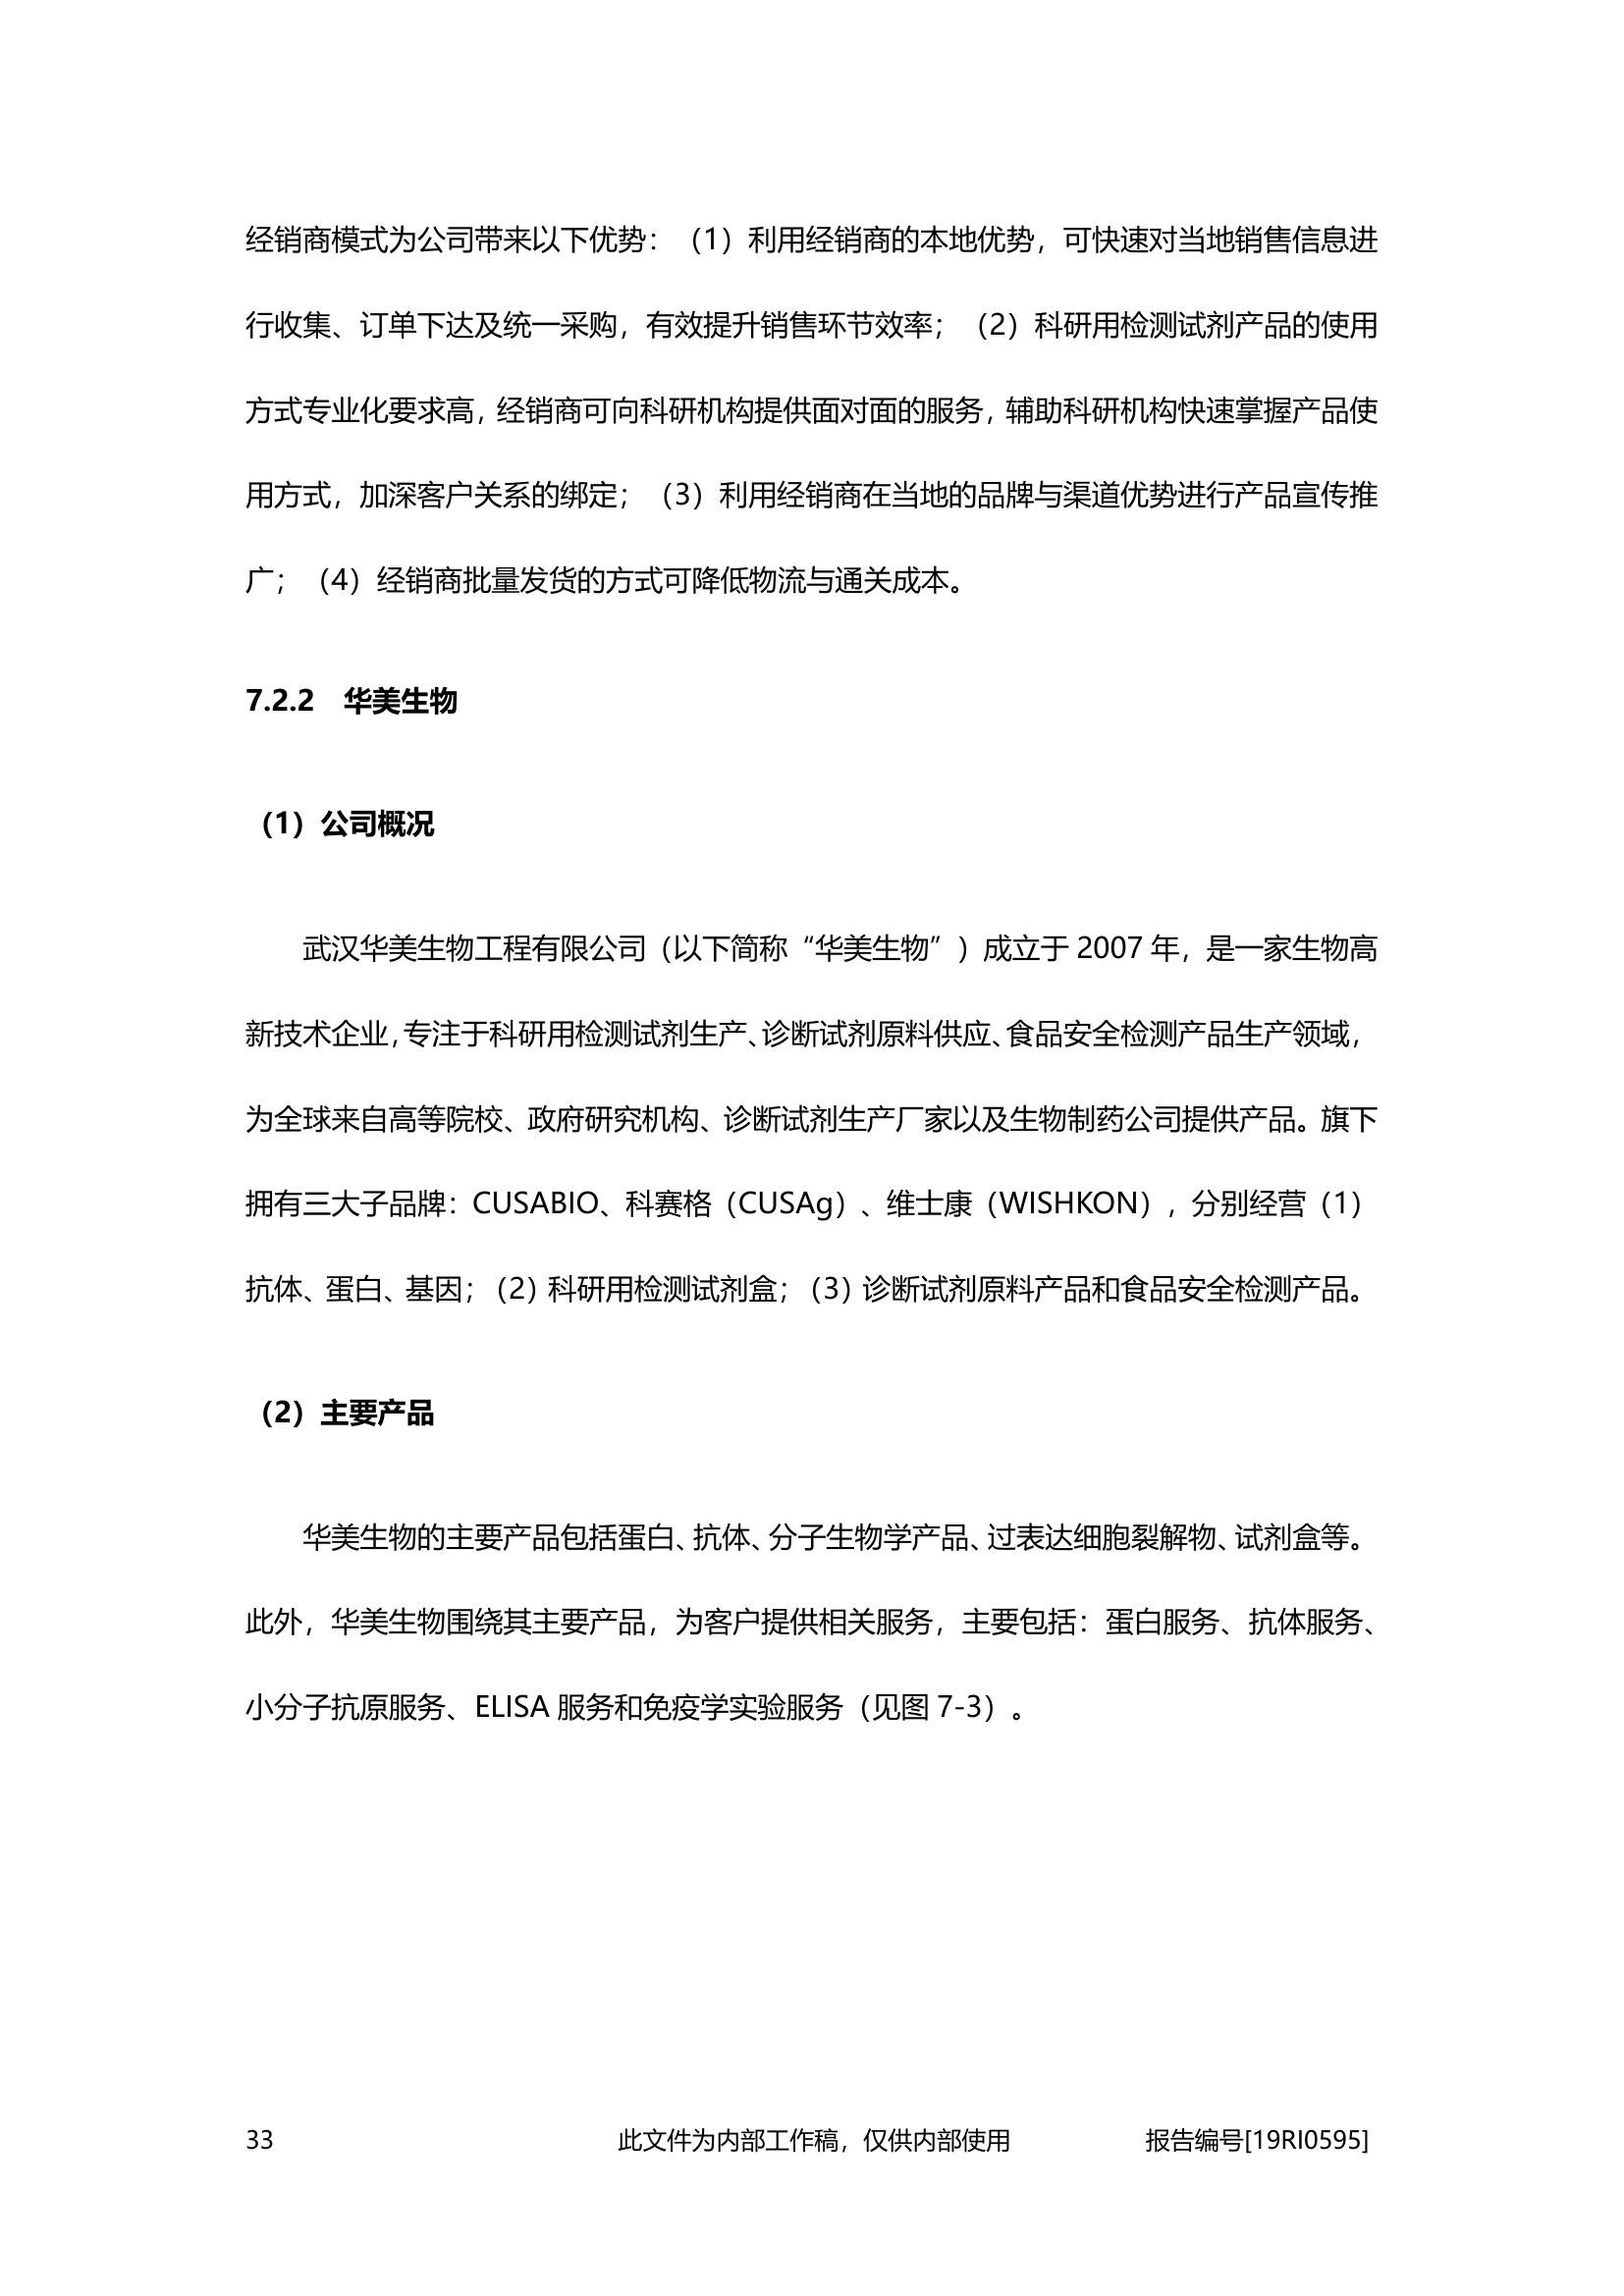 经销商模式为公司带来以下优势：（1）利用经销商的本地优势，可快速对当地销售信息进
行收集、订单下达及统一采购，有效提升销售环节效率；（2）科研用检测试剂产品的使用
方式专业化要求高，经销商可向科研机构提供面对面的服务，辅助科研机构快速掌握产品使
用方式，加深客户关系的绑定；（3）利用经销商在当地的品牌与渠道优势进行产品宣传推
广；（4）经销商批量发货的方式可降低物流与通关成本。
7.2.2 华美生物
（1）公司概况
武汉华美生物工程有限公司（以下简称“华美生物”）成立于 2007 年，是一家生物高
新技术企业，专注于科研用检测试剂生产、诊断试剂原料供应、食品安全检测产品生产领域，
为全球来自高等院校、政府研究机构、诊断试剂生产厂家以及生物制药公司提供产品。旗下
拥有三大子品牌：CUSABIO、科赛格（CUSAg）、维士康（WISHKON），分别经营（1）
抗体、蛋白、基因；（2）科研用检测试剂盒；（3）诊断试剂原料产品和食品安全检测产品。
（2）主要产品
华美生物的主要产品包括蛋白、抗体、分子生物学产品、过表达细胞裂解物、试剂盒等。
此外，华美生物围绕其主要产品，为客户提供相关服务，主要包括：蛋白服务、抗体服务、
小分子抗原服务、ELISA 服务和免疫学实验服务（见图 7-3）。
33 此文件为内部工作稿，仅供内部使用 报告编号[19RI0595]